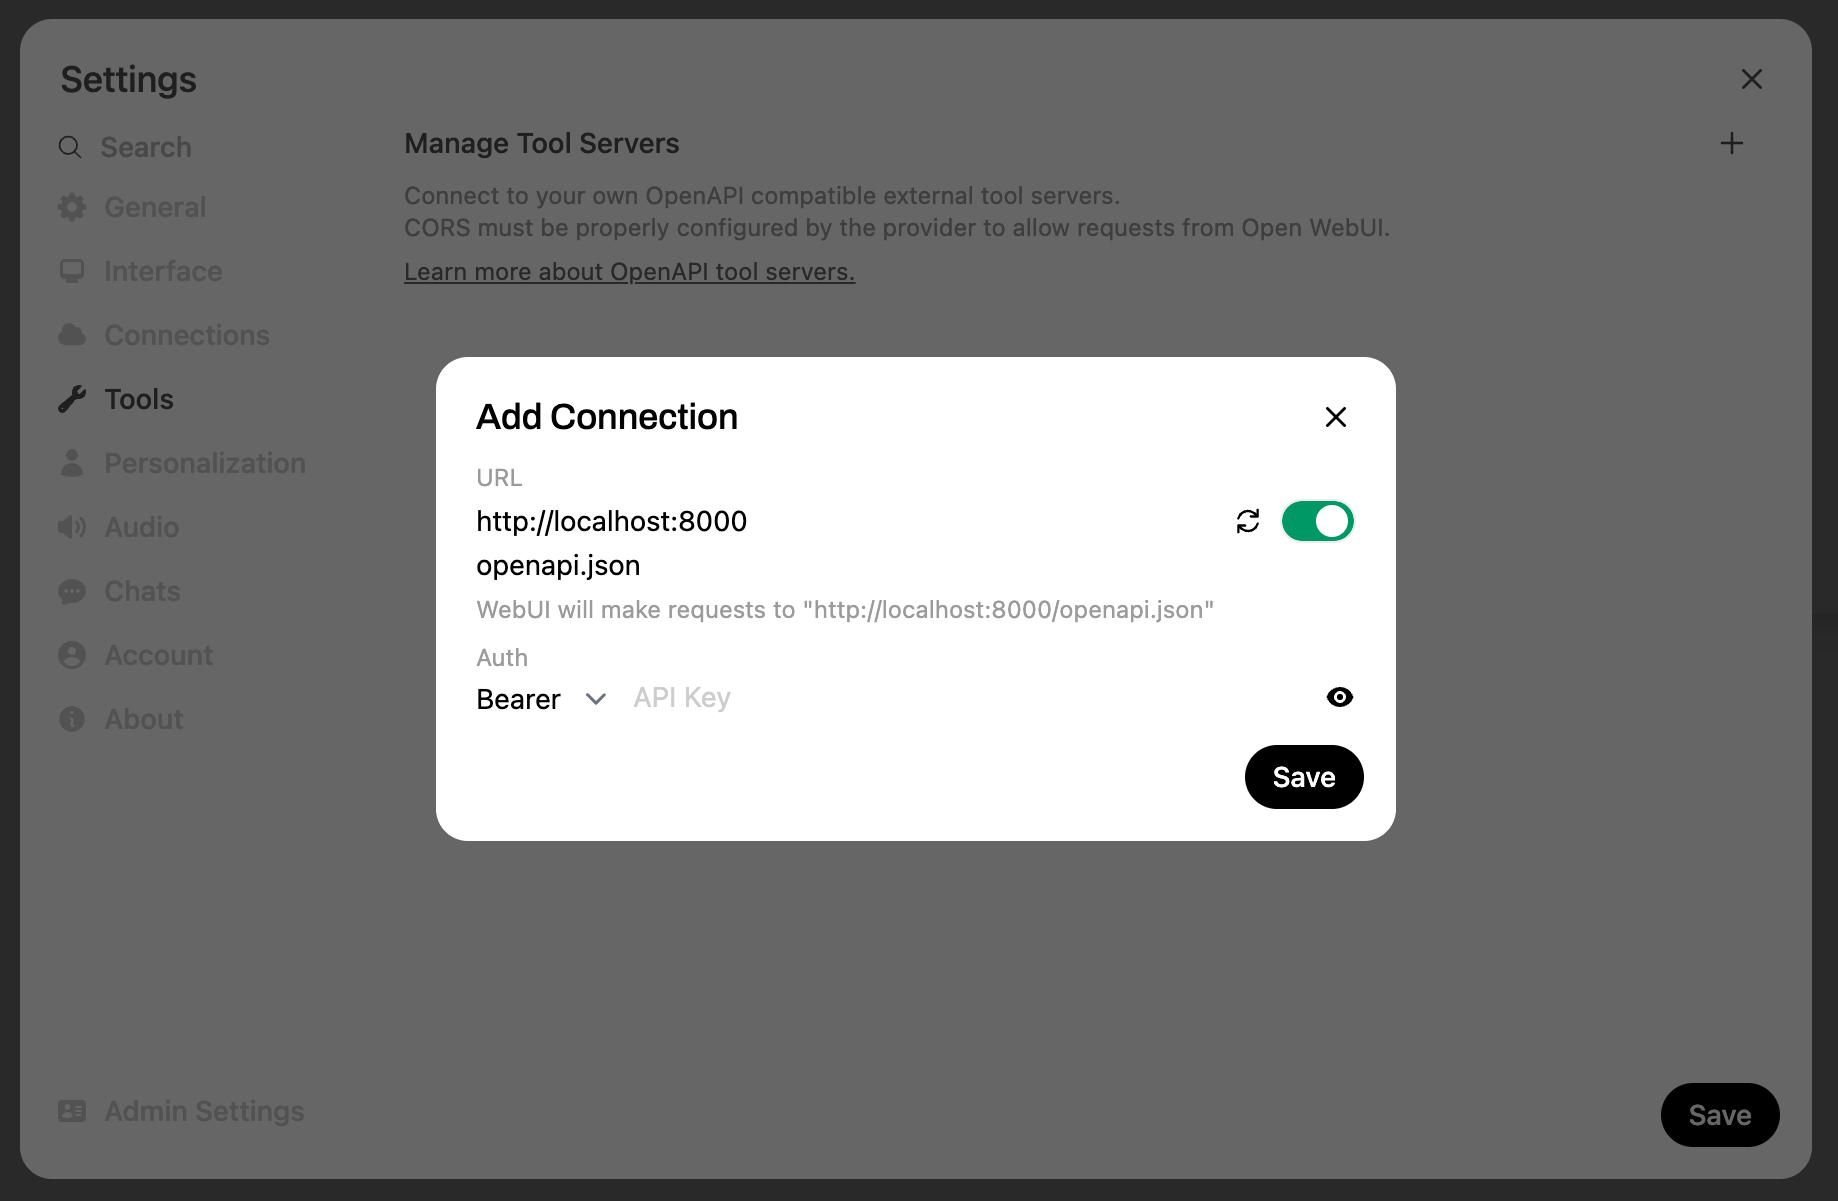 Settings
Search
General
Interface
Connections
Tools
Personalization
Audio
Chats
Account
About
Admin Settings
Manage Tool Servers
Connect to your own OpenAPI compatible external tool servers.
CORS must be properly configured by the provider to allow requests from Open WebUI.
Learn more about OpenAPI tool servers.
Add Connection
URL
http://localhost:8000
openapi.json
WebUI will make requests to "http://localhost:8000/openapi.json"
Auth
Bearer API Key
Save
Save